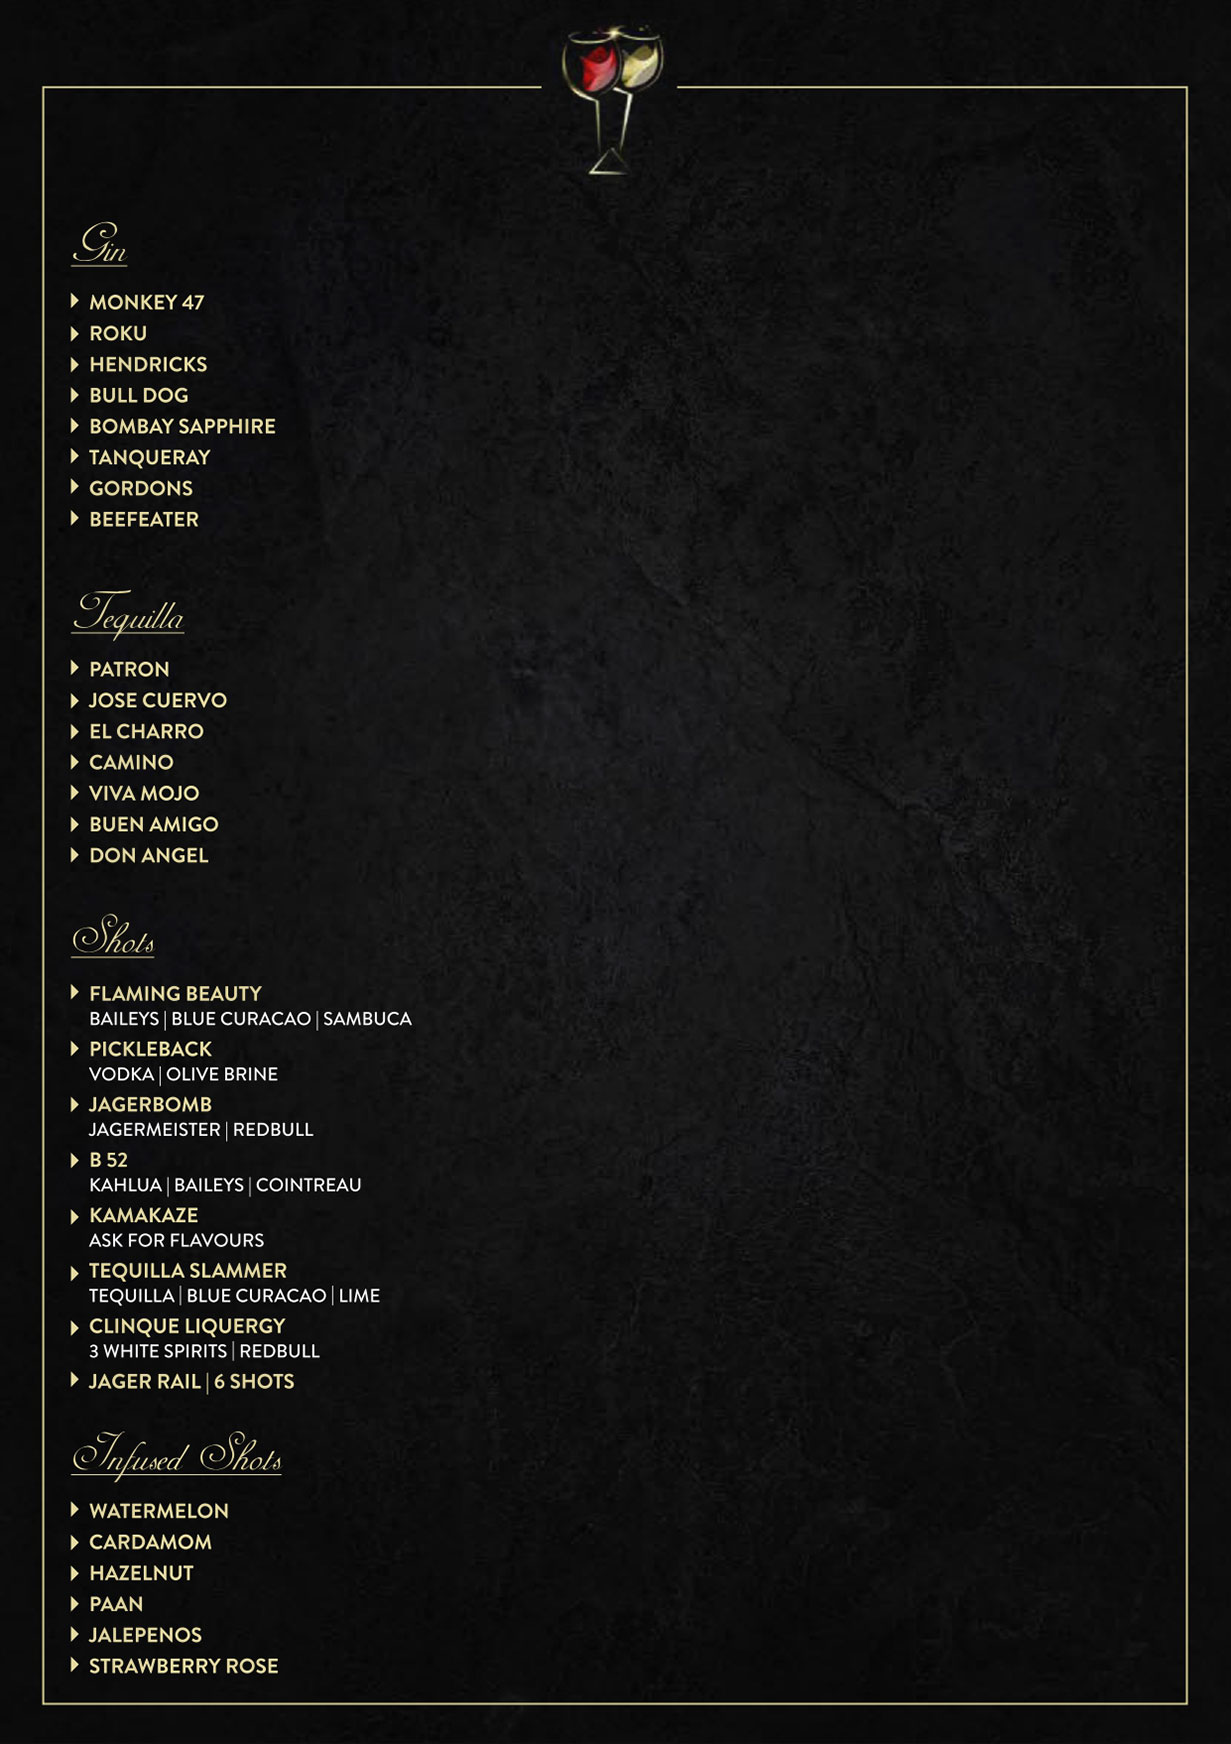 Gin
MONKEY 47
ROKU
HENDRICKS
BULL DOG
BOMBAY SAPPHIRE
TANQUERAY
GORDONS
BEEFEATER
Tequilla
PATRON
JOSE CUERVO
EL CHARRO
CAMINO
VIVA MOJO
BUEN AMIGO
DON ANGEL
Shots
FLAMING BEAUTY
BAILEYS | BLUE CURACAO | SAMBUCA
PICKLEBACK
VODKA | OLIVE BRINE
JAGERBOMB
JAGERMEISTER | REDBULL
B 52
KAHLUA | BAILEYS | COINTREAU
KAMAKAZE
ASK FOR FLAVOURS
TEQUILLA SLAMMER
TEQUILLA | BLUE CURACAO | LIME
CLINQUE LIQUERGY
3 WHITE SPIRITS | REDBULL
JAGER RAIL | 6 SHOTS
Infused Shots
WATERMELON
CARDAMOM
HAZELNUT
PAAN
JALEPENOS
STRAWBERRY ROSE